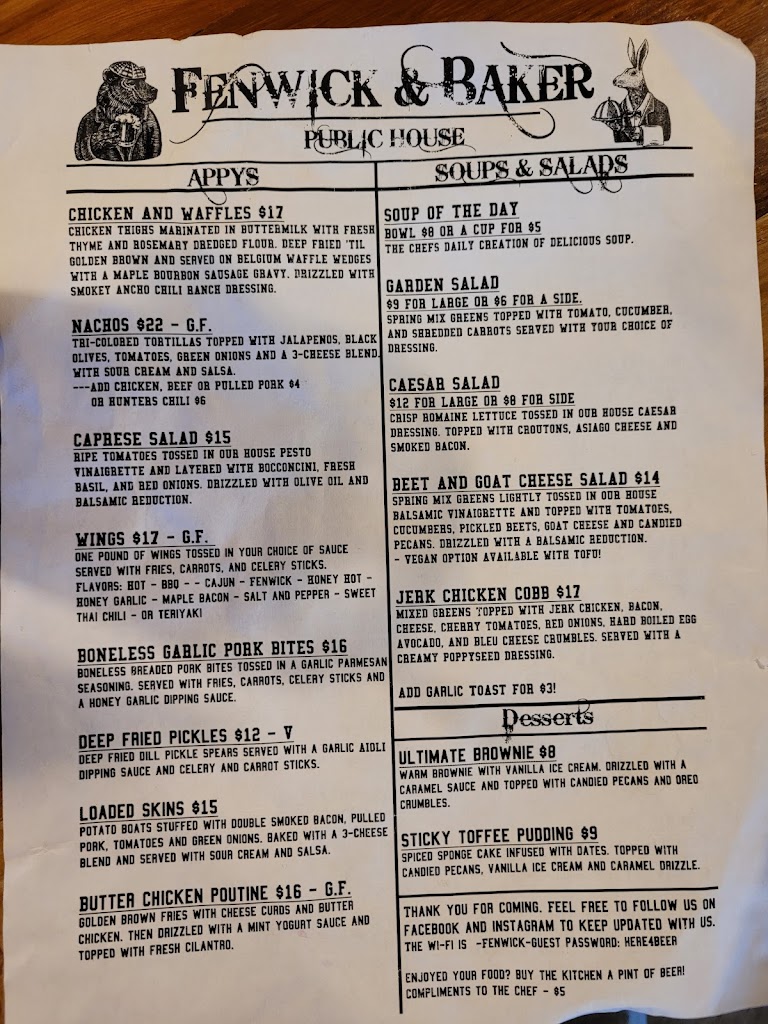 FENWICK & BAKER
PUBLIC HOUSE
APPYS
CHICKEN AND WAFFLES $17
CHICKEN THIGHS MARINATED IN BUTTERMILK WITH FRESH
THYME AND ROSEMARY DREDGED FLOUR. DEEP FRIED 'TIL
GOLDEN BROWN AND SERVED ON BELGIUM WAFFLE WEDGES
WITH A MAPLE BOURBON SAUSAGE GRAVY. DRIZZLED WITH
SMOKEY ANCHO CHILI RANCH DRESSING.
NACHOS $22 - G.F.
TRI-COLORED TORTILLAS TOPPED WITH JALAPENOS, BLACK
OLIVES, TOMATOES, GREEN ONIONS AND A 3-CHEESE BLEND.
WITH SOUR CREAM AND SALSA.
---ADD CHICKEN, BEEF OR PULLED PORK $4
OR HUNTERS CHILI $6
CAPRESE SALAD $15
RIPE TOMATOES TOSSED IN OUR HOUSE PESTO
VINAIGRETTE AND LAYERED WITH BOCCONCINI, FRESH
BASIL, AND RED ONIONS. DRIZZLED WITH OLIVE OIL AND
BALSAMIC REDUCTION.
WINGS $17 - G.F.
ONE POUND OF WINGS TOSSED IN YOUR CHOICE OF SAUCE
SERVED WITH FRIES, CARROTS, AND CELERY STICKS.
FLAVORS: HOT - BBQ - - CAJUN - FENWICK - HONEY HOT -
HONEY GARLIC - MAPLE BACON - SALT AND PEPPER - SWEET
THAI CHILI - OR TERIYAKI
BONELESS GARLIC PORK BITES $16
BONELESS BREADED PORK BITES TOSSED IN A GARLIC PARMESAN
SEASONING. SERVED WITH FRIES, CARROTS, CELERY STICKS AND
A HONEY GARLIC DIPPING SAUCE.
DEEP FRIED PICKLES $12 - V
DEEP FRIED DILL PICKLE SPEARS SERVED WITH A GARLIC AIOLI
DIPPING SAUCE AND CELERY AND CARROT STICKS.
LOADED SKINS $15
POTATO BOATS STUFFED WITH DOUBLE SMOKED BACON, PULLED
PORK, TOMATOES AND GREEN ONIONS. BAKED WITH A 3-CHEESE
BLEND AND SERVED WITH SOUR CREAM AND SALSA.
BUTTER CHICKEN POUTINE $16 - G.F.
GOLDEN BROWN FRIES WITH CHEESE CURDS AND BUTTER
CHICKEN. THEN DRIZZLED WITH A MINT YOGURT SAUCE AND
TOPPED WITH FRESH CILANTRO.
SOUPS & SALADS
SOUP OF THE DAY
BOWL $8 OR A CUP FOR $5
THE CHEFS DAILY CREATION OF DELICIOUS SOUP.
GARDEN SALAD
$9 FOR LARGE OR $6 FOR A SIDE.
SPRING MIX GREENS TOPPED WITH TOMATO, CUCUMBER,
AND SHREDDED CARROTS SERVED WITH YOUR CHOICE OF
DRESSING.
CAESAR SALAD
$12 FOR LARGE OR $8 FOR SIDE
CRISP ROMAINE LETTUCE TOSSED IN OUR HOUSE CAESAR
DRESSING. TOPPED WITH CROUTONS, ASIAGO CHEESE AND
SMOKED BACON.
BEET AND GOAT CHEESE SALAD $14
SPRING MIX GREENS LIGHTLY TOSSED IN OUR HOUSE
BALSAMIC VINAIGRETTE AND TOPPED WITH TOMATOES,
CUCUMBERS, PICKLED BEETS, GOAT CHEESE AND CANDIED
PECANS. DRIZZLED WITH A BALSAMIC REDUCTION.
- VEGAN OPTION AVAILABLE WITH TOFU!
JERK CHICKEN COBB $17
MIXED GREENS TOPPED WITH JERK CHICKEN, BACON,
CHEESE, CHERRY TOMATOES, RED ONIONS, HARD BOILED EGG
AVOCADO, AND BLEU CHEESE CRUMBLES. SERVED WITH A
CREAMY POPPYSEED DRESSING.
ADD GARLIC TOAST FOR $3!
Desserts
ULTIMATE BROWNIE $8
WARM BROWNIE WITH VANILLA ICE CREAM. DRIZZLED WITH A
CARAMEL SAUCE AND TOPPED WITH CANDIED PECANS AND OREO
CRUMBLES.
STICKY TOFFEE PUDDING $9
SPICED SPONGE CAKE INFUSED WITH DATES. TOPPED WITH
CANDIED PECANS, VANILLA ICE CREAM AND CARAMEL DRIZZLE.
THANK YOU FOR COMING. FEEL FREE TO FOLLOW US ON
FACEBOOK AND INSTAGRAM TO KEEP UPDATED WITH US.
THE WI-FI IS -FENWICK-GUEST PASSWORD: HERE4BEER
ENJOYED YOUR FOOD? BUY THE KITCHEN A PINT OF BEER!
COMPLIMENTS TO THE CHEF - $5